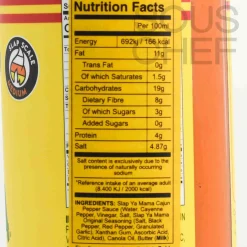 CUS
CHEF
SLAP SCALE
Nutrition Facts
Per 100ml
Energy 692kj / 166 kcal
Fat 11g
Trans Fat 0g
Of which Saturates 1.5g
Carbohydrates 19g
Dietary Fibre 8g
Of which Sugars 3g
Added Sugars 0g
Protein 4g
Salt 4.87g
Salt content is exclusively due to the
presence of naturally occurring
sodium
*Reference intake of an average adult
(8,400 KJ / 2000 kcal)
INGREDIENTS: Slap Ya Mama Cajun
Pepper Sauce (Water, Cayenne
Pepper, Vinegar, Salt, Slap Ya Mama
Original Seasoning (Salt, Black
Pepper, Red Pepper,
Granulated Garlic), Xanthan Gum, Ascorbic
Acid, Citric Acid), Canola Oil, Butter (Milk)